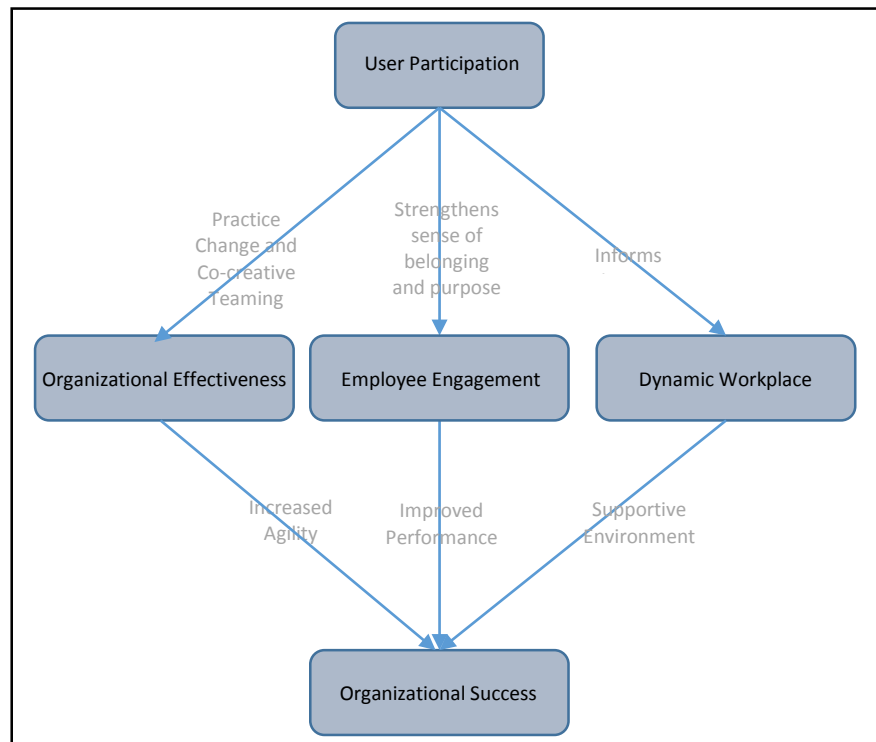 User Participation
Practice
Change and
Co-creative
Teaming
Strengthens
sense of
belonging
and purpose
Informs
Organizational Effectiveness
Employee Engagement
Dynamic Workplace
Increased
Agility
Improved
Performance
Supportive
Environment
Organizational Success